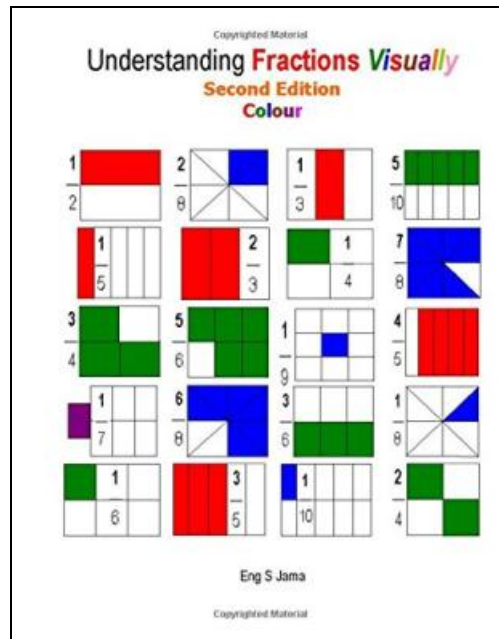 Copyrighted Material
Understanding Fractions Visually
Second Edition
Colour
1/2 2/8 1/3 5/10
1/5 2/3 1/4 7/8
3/4 5/6 1/9 4/5
1/7 6/8 3/6 1/8
1/6 3/5 1/10 2/4
Eng S Jama
Copyrighted Material